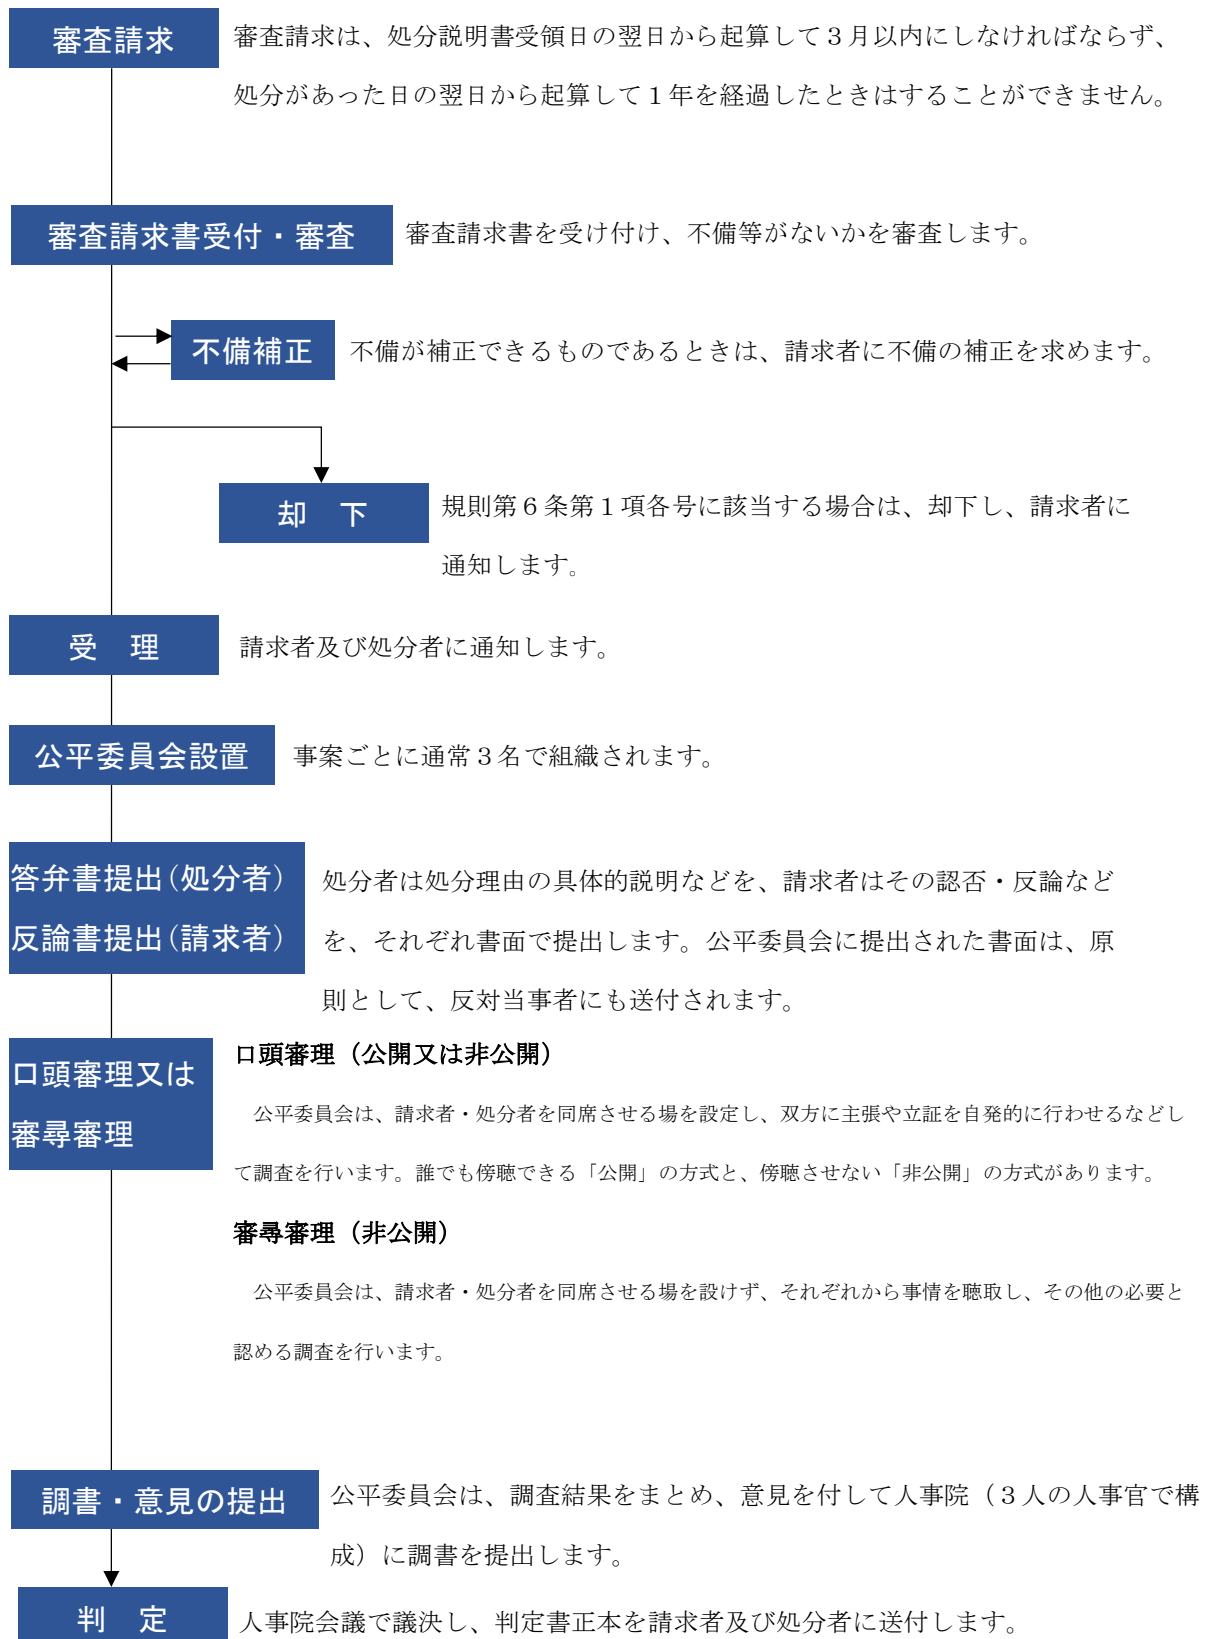 審査請求
審査請求は、処分説明書受領日の翌日から起算して３月以内にしなければならず、
処分があった日の翌日から起算して１年を経過したときはすることができません。
審査請求書受付・審査
審査請求書を受け付け、不備等がないかを審査します。
不備補正
不備が補正できるものであるときは、請求者に不備の補正を求めます。
却　下
規則第６条第１項各号に該当する場合は、却下し、請求者に
通知します。
受　理
請求者及び処分者に通知します。
公平委員会設置
事案ごとに通常３名で組織されます。
答弁書提出(処分者)
反論書提出(請求者)
処分者は処分理由の具体的説明などを、請求者はその認否・反論など
を、それぞれ書面で提出します。公平委員会に提出された書面は、原
則として、反対当事者にも送付されます。
口頭審理又は
審尋審理
口頭審理（公開又は非公開）
公平委員会は、請求者・処分者を同席させる場を設定し、双方に主張や立証を自発的に行わせるなどし
て調査を行います。誰でも傍聴できる「公開」の方式と、傍聴させない「非公開」の方式があります。
審尋審理（非公開）
公平委員会は、請求者・処分者を同席させる場を設けず、それぞれから事情を聴取し、その他の必要と
認める調査を行います。
調書・意見の提出
公平委員会は、調査結果をまとめ、意見を付して人事院（３人の人事官で構
成）に調書を提出します。
判　定
人事院会議で議決し、判定書正本を請求者及び処分者に送付します。